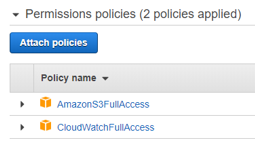 Permissions policies (2 policies applied)
Attach policies
Policy name
AmazonS3FullAccess
CloudWatchFullAccess